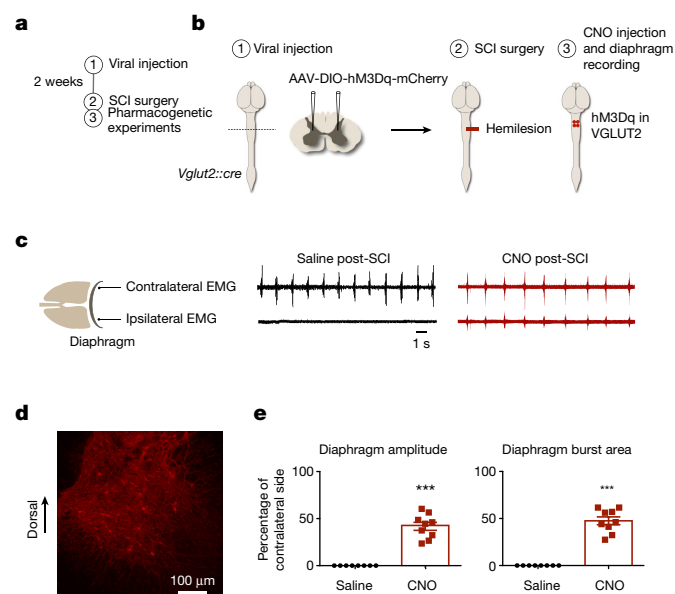 a
1 Viral injection
2 weeks
2 SCI surgery
3 Pharmacogenetic
experiments
b
1 Viral injection
AAV-DIO-hM3Dq-mCherry
Vglut2::cre
2 SCI surgery
Hemilesion
3 CNO injection
and diaphragm
recording
hM3Dq in
VGLUT2
c
Contralateral EMG
Ipsilateral EMG
Diaphragm
Saline post-SCI
CNO post-SCI
1 s
d
Dorsal
100 μm
e
Diaphragm amplitude
Percentage of
contralateral side
100
50
0
***
Saline CNO
Diaphragm burst area
100
50
0
***
Saline CNO